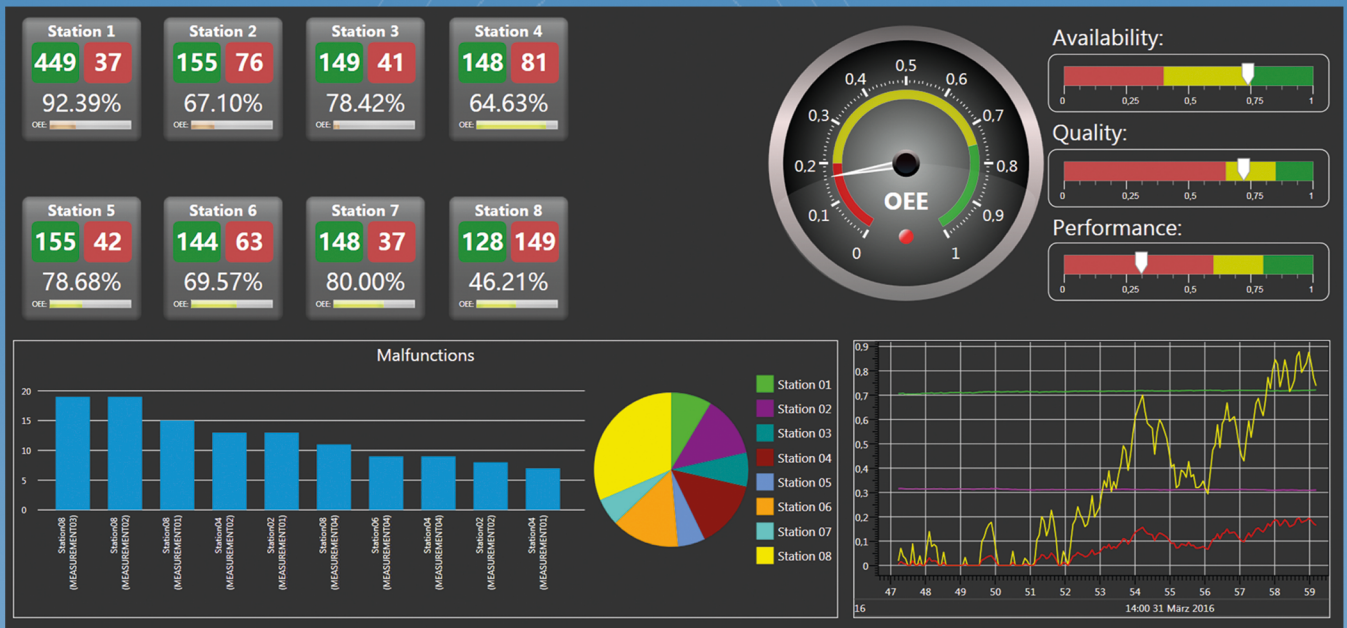 Station 1
449 37
92.39%
OEE:
Station 2
155 76
67.10%
OEE:
Station 3
149 41
78.42%
OEE:
Station 4
148 81
64.63%
OEE:
Station 5
155 42
78.68%
OEE:
Station 6
144 63
69.57%
OEE:
Station 7
148 37
80.00%
OEE:
Station 8
128 149
46.21%
OEE:
0 0.1 0.2 0.3 0.4 0.5 0.6 0.7 0.8 0.9 1
OEE
Availability:
0 0,25 0,5 0,75 1
Quality:
0 0,25 0,5 0,75 1
Performance:
0 0,25 0,5 0,75 1
Malfunctions
20
15
10
5
0
Station08
(MEASUREMENT03)
Station08
(MEASUREMENT02)
Station08
(MEASUREMENT01)
Station04
(MEASUREMENT02)
Station02
(MEASUREMENT01)
Station08
(MEASUREMENT04)
Station06
(MEASUREMENT04)
Station04
(MEASUREMENT04)
Station02
(MEASUREMENT02)
Station04
(MEASUREMENT01)
Station 01
Station 02
Station 03
Station 04
Station 05
Station 06
Station 07
Station 08
0,9
0,8
0,7
0,6
0,5
0,4
0,3
0,2
0,1
0
47 48 49 50 51 52 53 54 55 56 57 58 59
16 14:00 31 März 2016